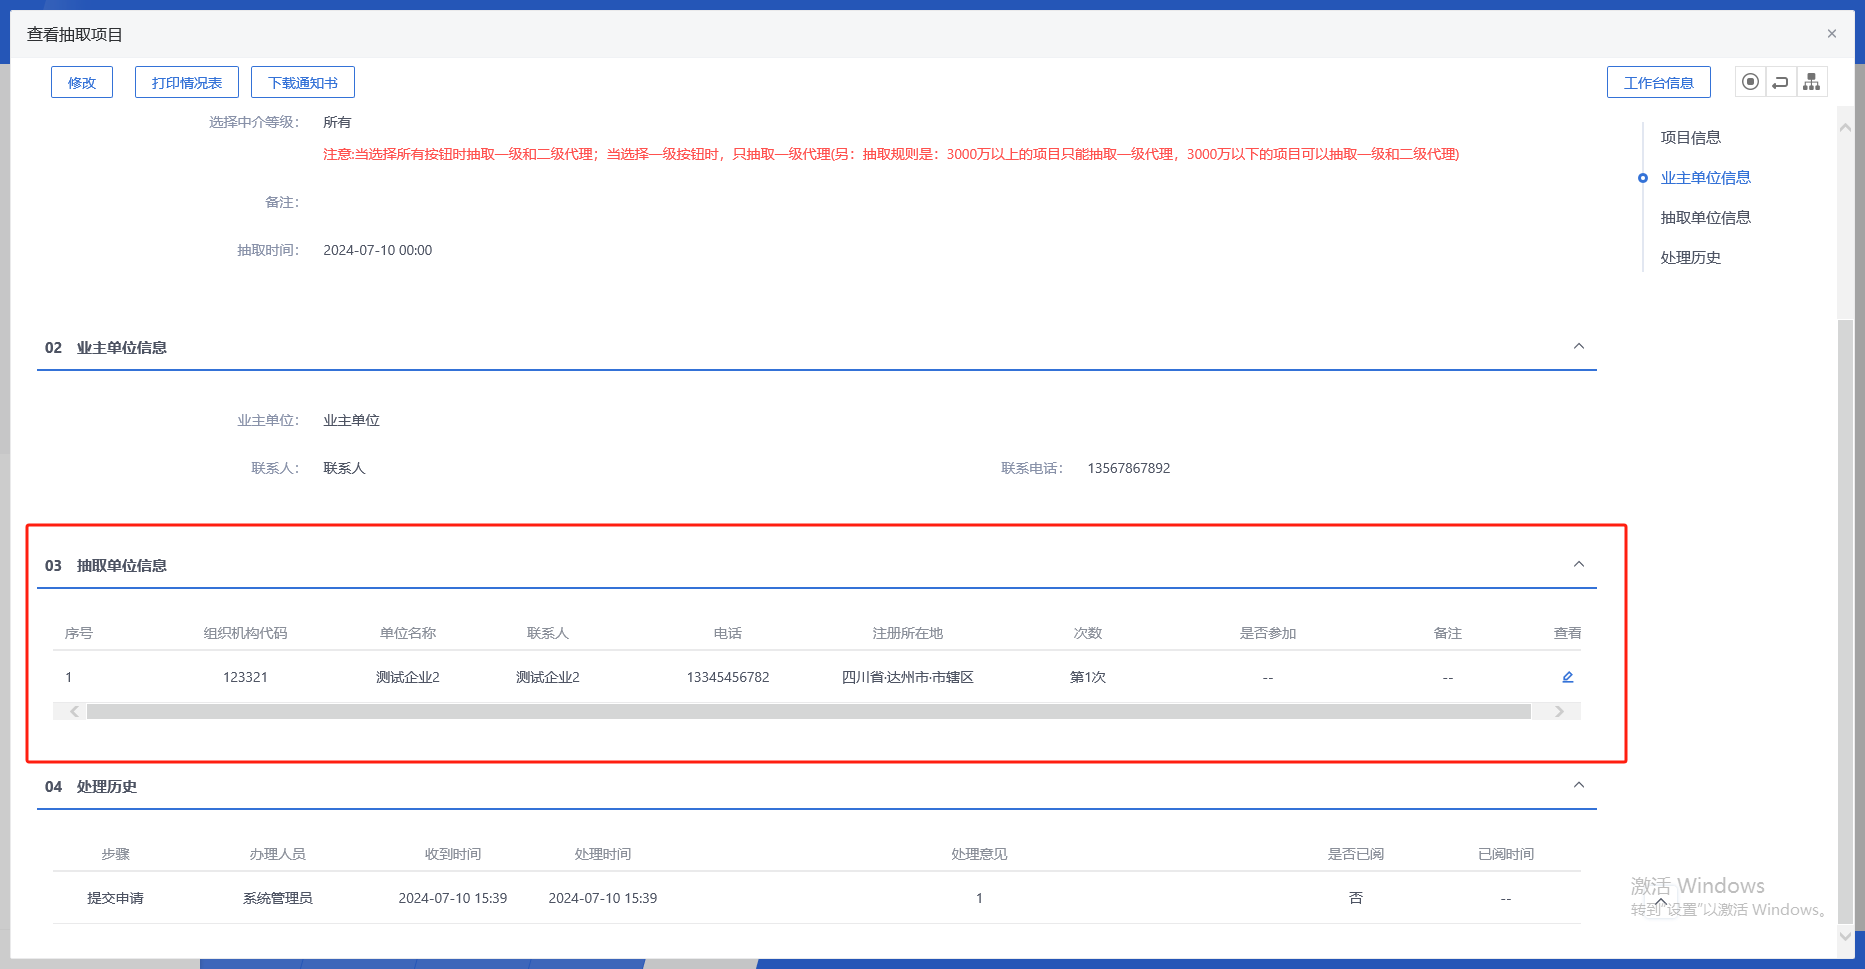 查看抽取项目
修改 打印情况表 下载通知书 工作台信息
选择中介等级： 所有
注意:当选择所有按钮时抽取一级和二级代理；当选择一级按钮时，只抽取一级代理(另：抽取规则是：3000万以上的项目只能抽取一级代理，3000万以下的项目可以抽取一级和二级代理)
备注：
抽取时间： 2024-07-10 00:00
项目信息
业主单位信息
抽取单位信息
处理历史
02 业主单位信息
业主单位： 业主单位
联系人： 联系人 联系电话： 13567867892
03 抽取单位信息
序号 组织机构代码 单位名称 联系人 电话 注册所在地 次数 是否参加 备注 查看
1 123321 测试企业2 测试企业2 13345456782 四川省·达州市·市辖区 第1次 -- --
04 处理历史
步骤 办理人员 收到时间 处理时间 处理意见 是否已阅 已阅时间
提交申请 系统管理员 2024-07-10 15:39 2024-07-10 15:39 1 否 --
激活 Windows
转到"设置"以激活 Windows。